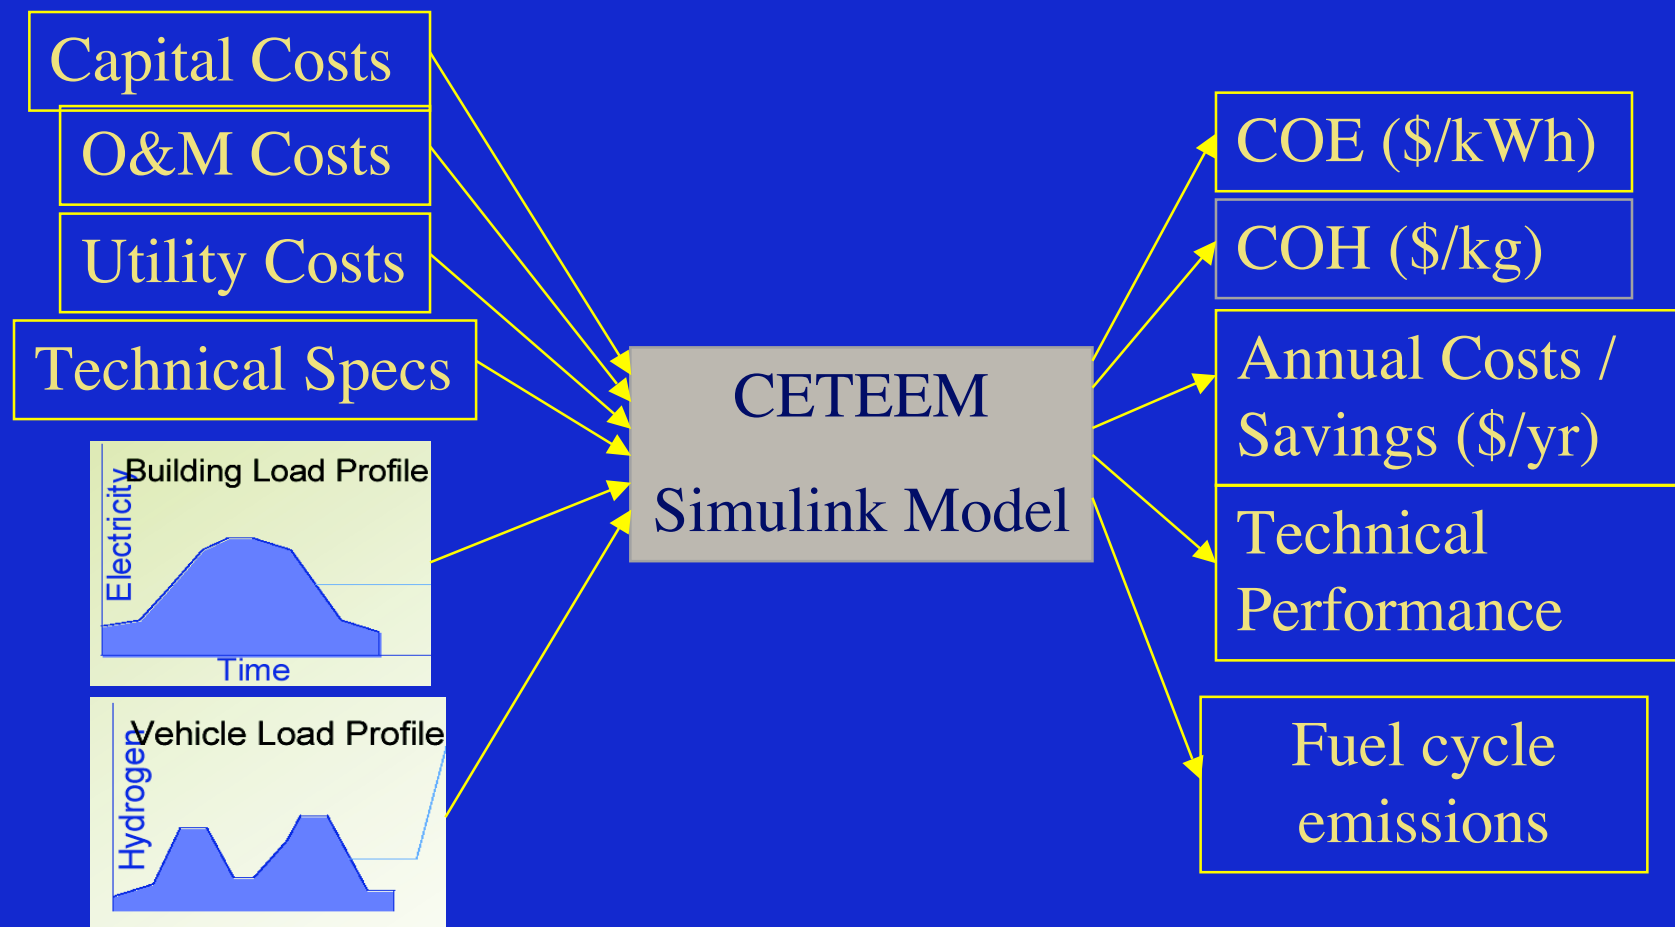 Capital Costs
O&M Costs
Utility Costs
Technical Specs
Building Load Profile
Electricity
Time
Vehicle Load Profile
Hydrogen
CETEEM
Simulink Model
COE ($/kWh)
COH ($/kg)
Annual Costs /
Savings ($/yr)
Technical
Performance
Fuel cycle
emissions